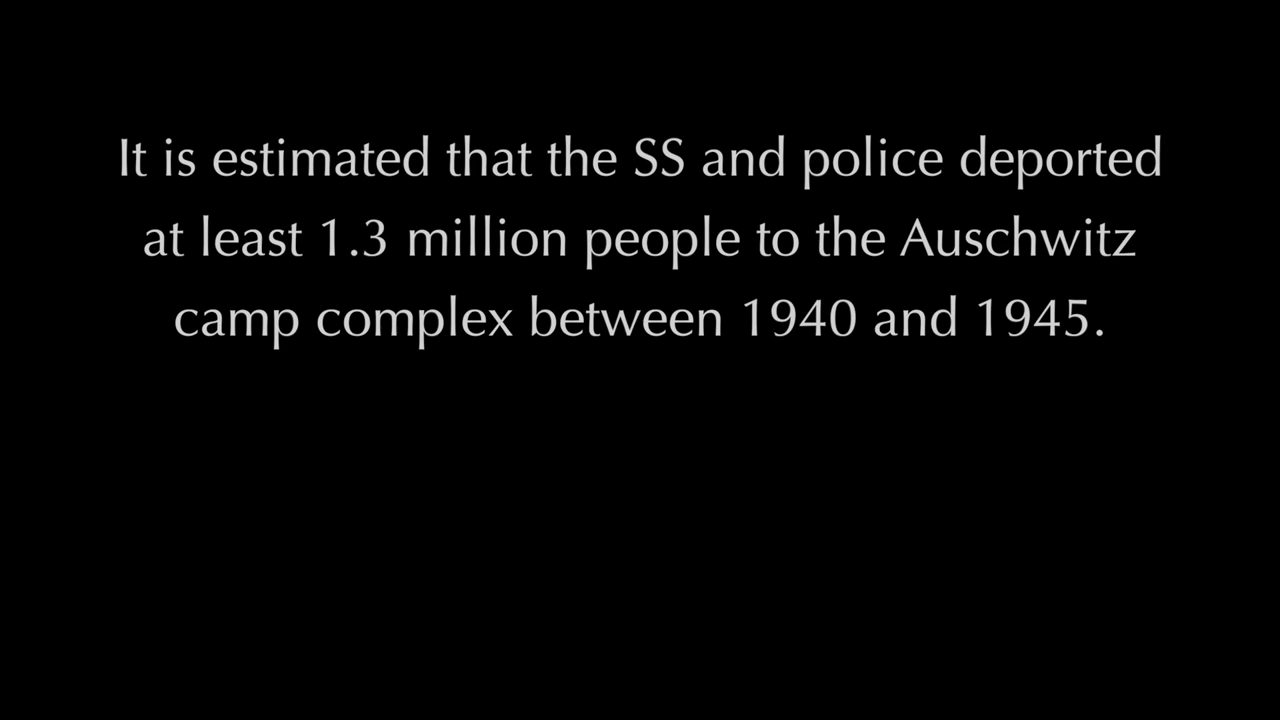 It is estimated that the SS and police deported
at least 1.3 million people to the Auschwitz
camp complex between 1940 and 1945.